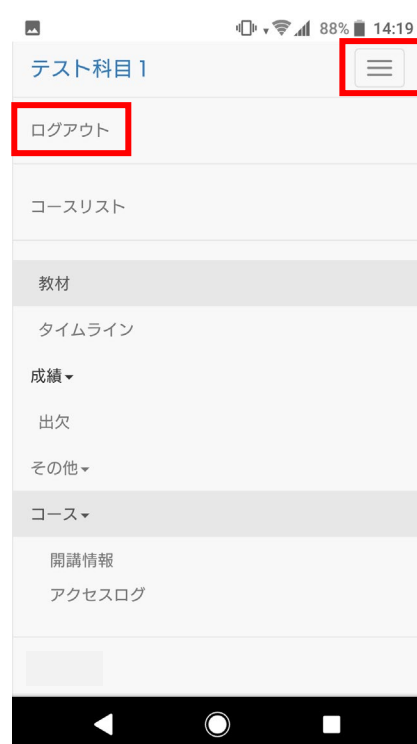 88% 14:19
テスト科目1
ログアウト
コースリスト
教材
タイムライン
成績
出欠
その他
コース
開講情報
アクセスログ